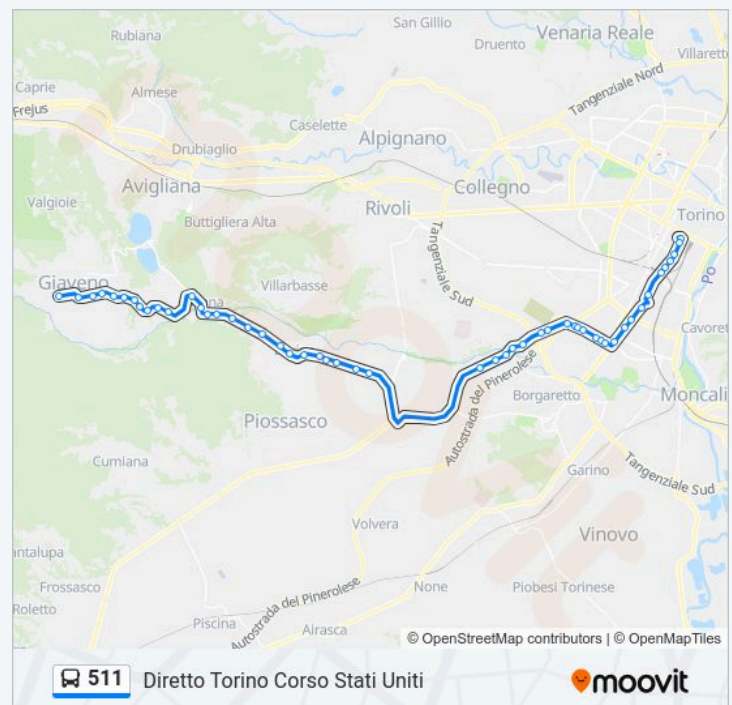 San Gillio
Rubiana
Venaria Reale
Druento
Villarett
Caprie
Almese
Tangenziale Nord
Frejus
Caselette
Drubiaglio
Alpignano
Avigliana
Collegno
Valgioie
Rivoli
Torino
Buttigliera Alta
Tangenziale Sud
Po
Giaveno
Villarbasse
ana
Cavoret
Autostrada del Pinerolese
Moncali
Borgaretto
Piossasco
Cumiana
Garino
Tangenziale Sud
Volvera
Vinovo
antalupa
Frossasco
None
Piobesi Torinese
Roletto
Autostrada del Pinerolese
Piscina
Airasca
© OpenStreetMap contributors | © OpenMapTiles
511 Diretto Torino Corso Stati Uniti
moovit